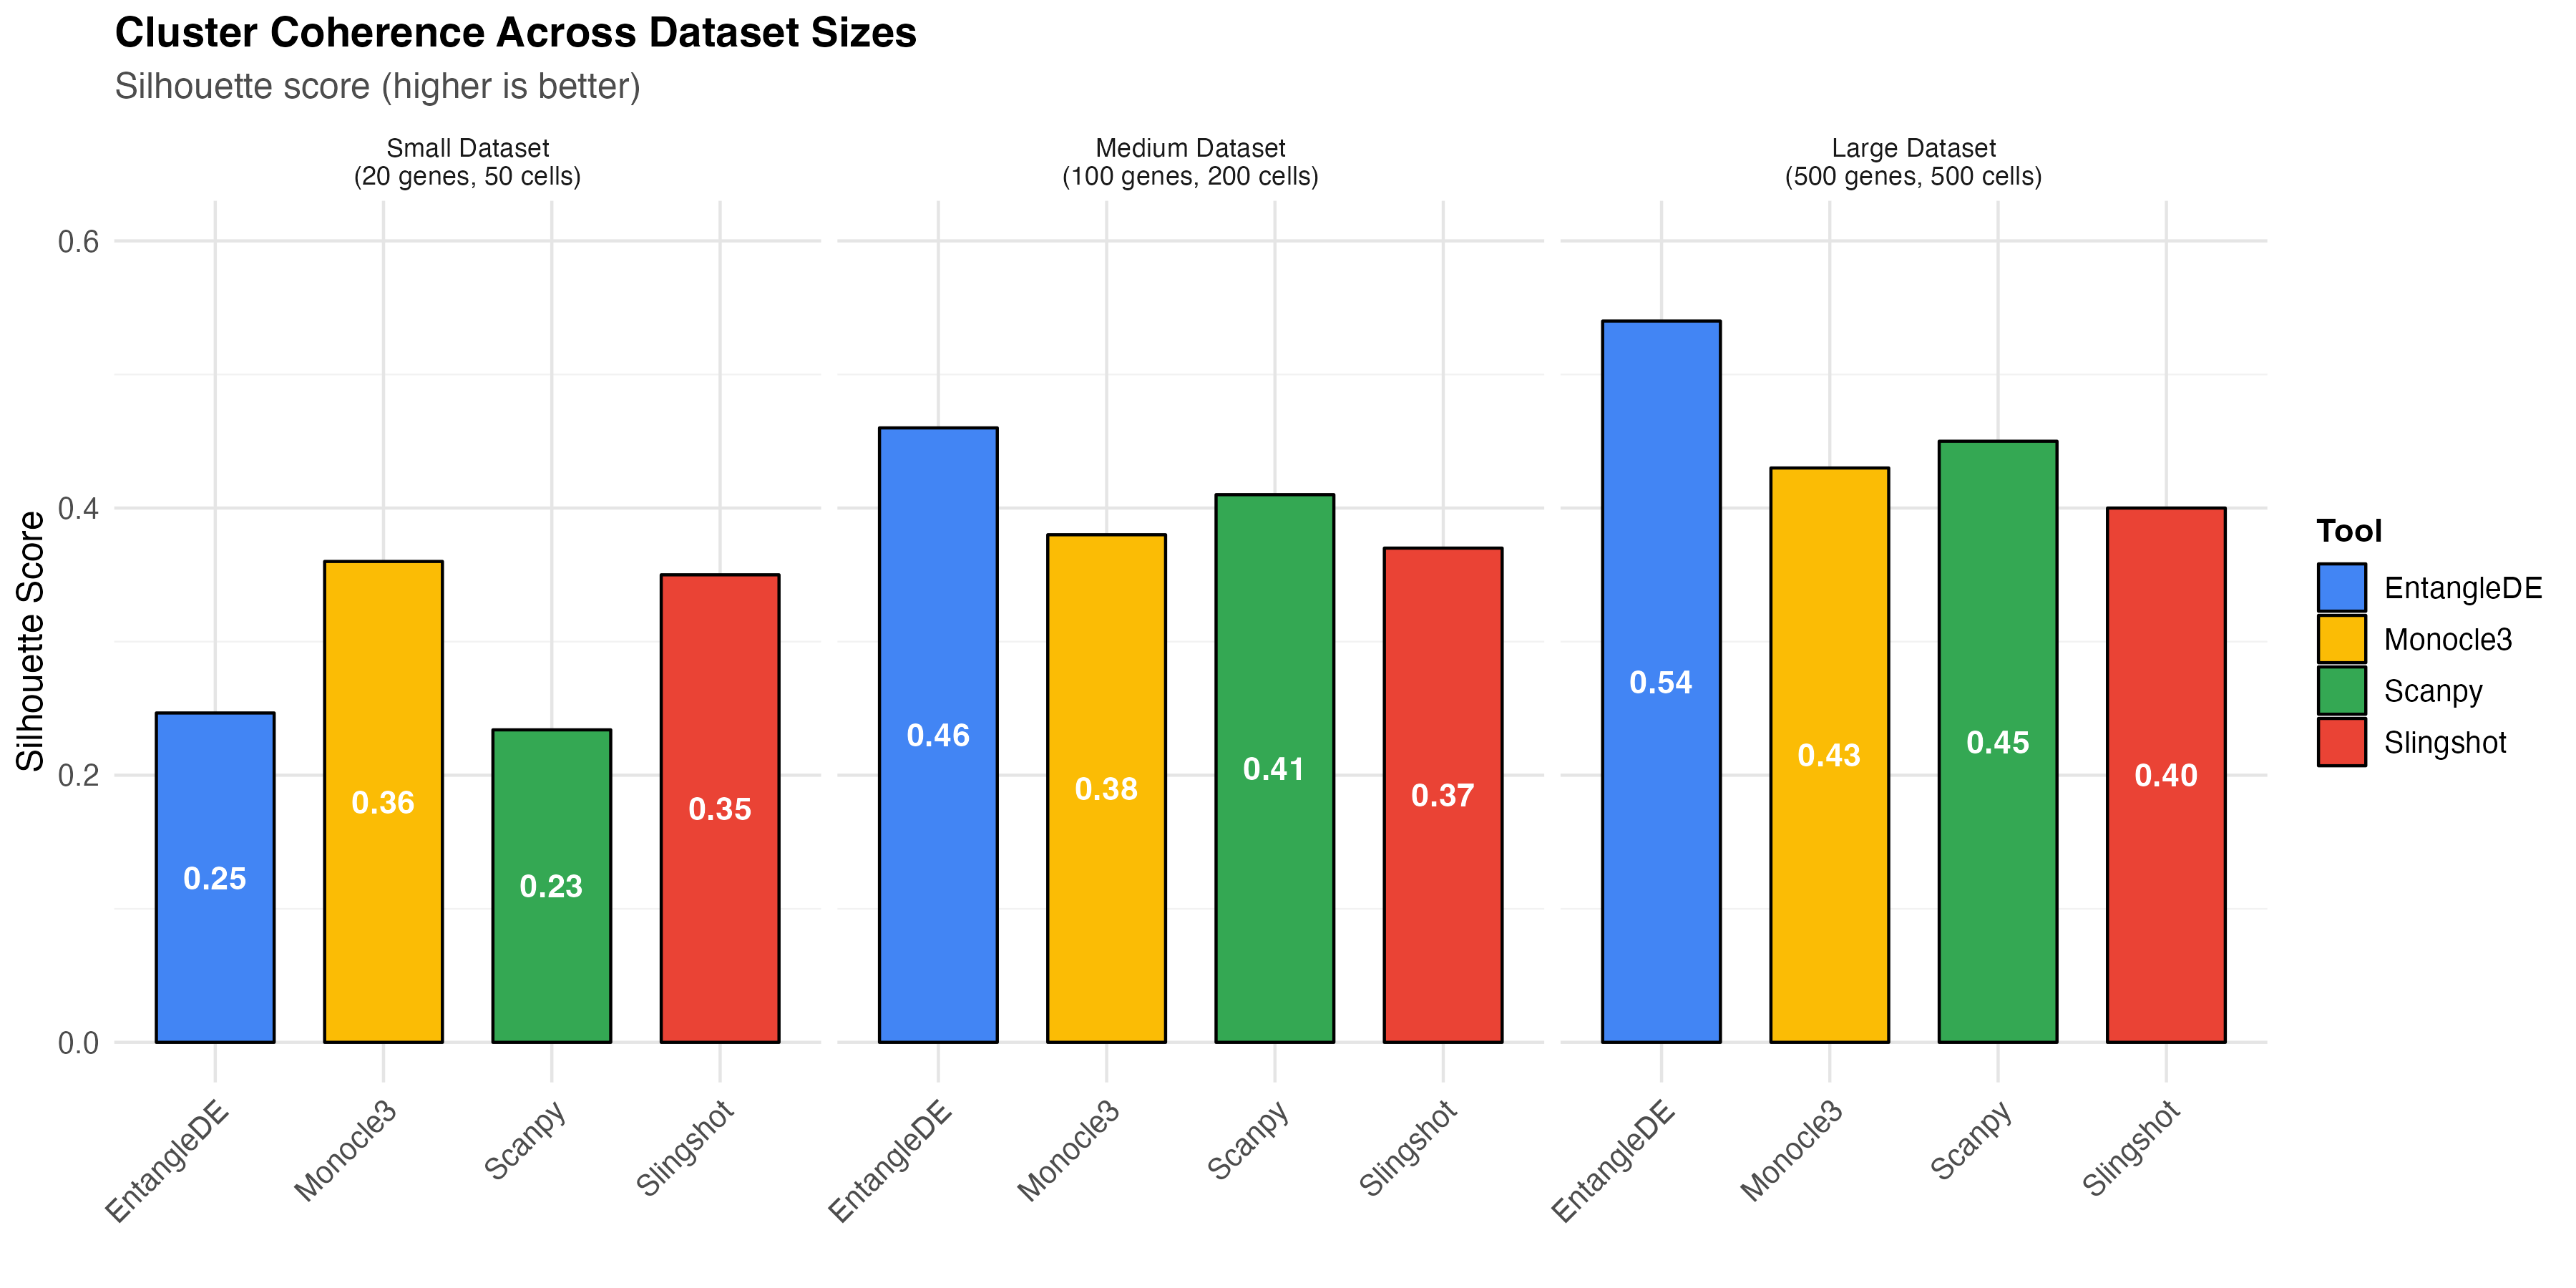 Cluster Coherence Across Dataset Sizes
Silhouette score (higher is better)
Small Dataset
(20 genes, 50 cells)
Medium Dataset
(100 genes, 200 cells)
Large Dataset
(500 genes, 500 cells)
Silhouette Score
0.6
0.4
0.2
0.0
0.25
0.36
0.23
0.35
0.46
0.38
0.41
0.37
0.54
0.43
0.45
0.40
EntangleDE
Monocle3
Scanpy
Slingshot
EntangleDE
Monocle3
Scanpy
Slingshot
EntangleDE
Monocle3
Scanpy
Slingshot
Tool
EntangleDE
Monocle3
Scanpy
Slingshot